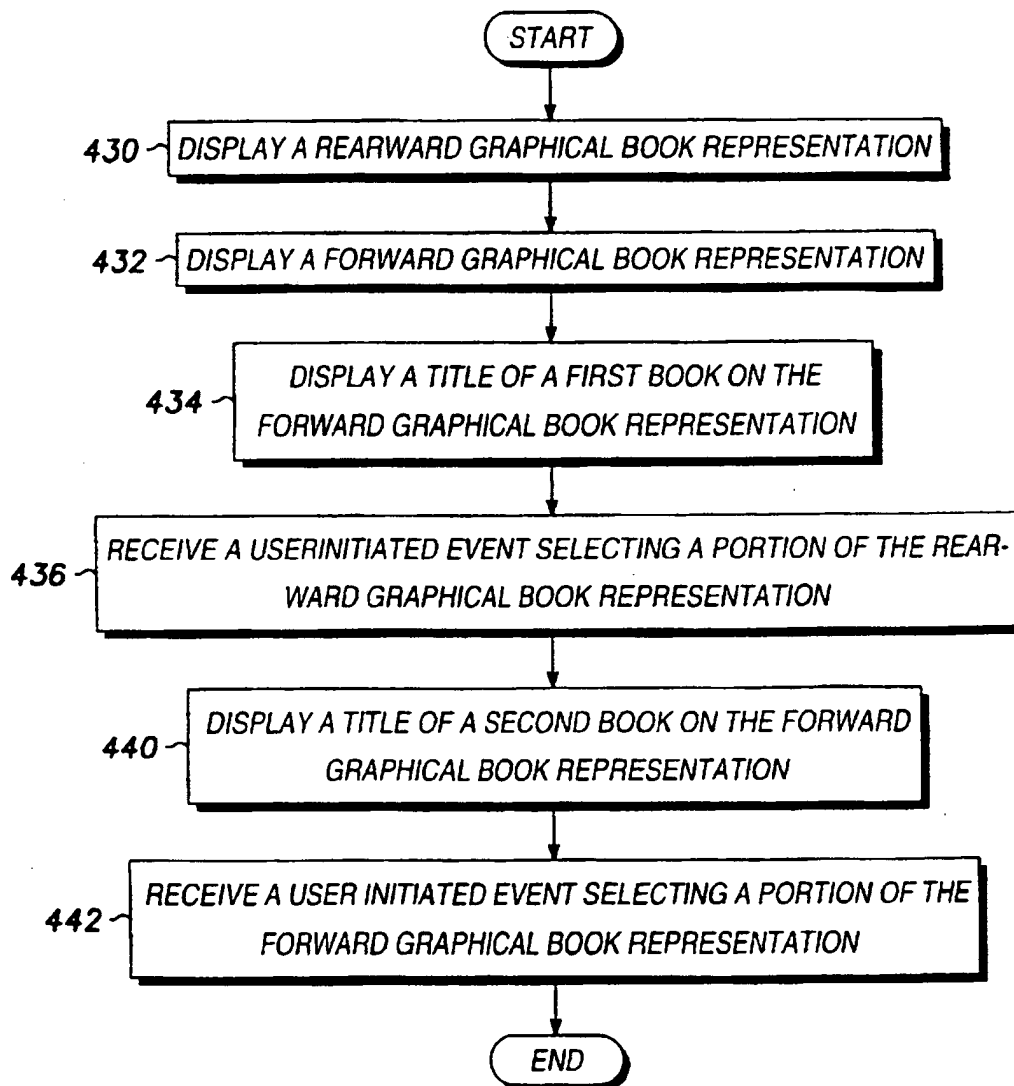 START
430 DISPLAY A REARWARD GRAPHICAL BOOK REPRESENTATION
432 DISPLAY A FORWARD GRAPHICAL BOOK REPRESENTATION
434 DISPLAY A TITLE OF A FIRST BOOK ON THE
FORWARD GRAPHICAL BOOK REPRESENTATION
436 RECEIVE A USERINITIATED EVENT SELECTING A PORTION OF THE REAR-
WARD GRAPHICAL BOOK REPRESENTATION
440 DISPLAY A TITLE OF A SECOND BOOK ON THE FORWARD
GRAPHICAL BOOK REPRESENTATION
442 RECEIVE A USER INITIATED EVENT SELECTING A PORTION OF THE
FORWARD GRAPHICAL BOOK REPRESENTATION
END